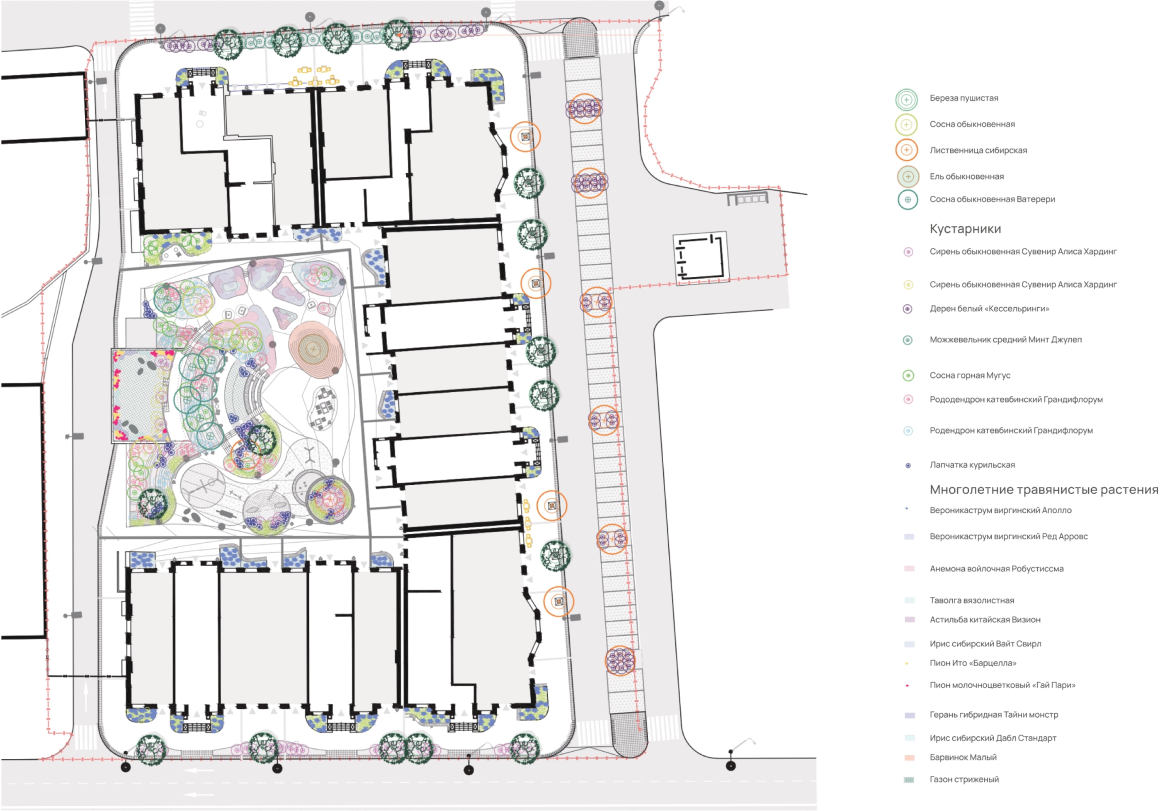 Береза пушистая
Сосна обыкновенная
Лиственница сибирская
Ель обыкновенная
Сосна обыкновенная Ватерери
Кустарники
Сирень обыкновенная Сувенир Алиса Хардинг
Сирень обыкновенная Сувенир Алиса Хардинг
Дерен белый «Кессельринги»
Можжевельник средний Минт Джулеп
Сосна горная Мугус
Рододендрон катевбинский Грандифлорум
Родендрон катевбинский Грандифлорум
Лапчатка курильская
Многолетние травянистые растения
Вероникаструм виргинский Аполло
Вероникаструм виргинский Ред Арровс
Анемона войлочная Робустиссма
Таволга вязолистная
Астильба китайская Визион
Ирис сибирский Вайт Свирл
Пион Ито «Барцелла»
Пион молочноцветковый «Гай Пари»
Герань гибридная Тайни монстр
Ирис сибирский Дабл Стандарт
Барвинок Малый
Газон стриженый